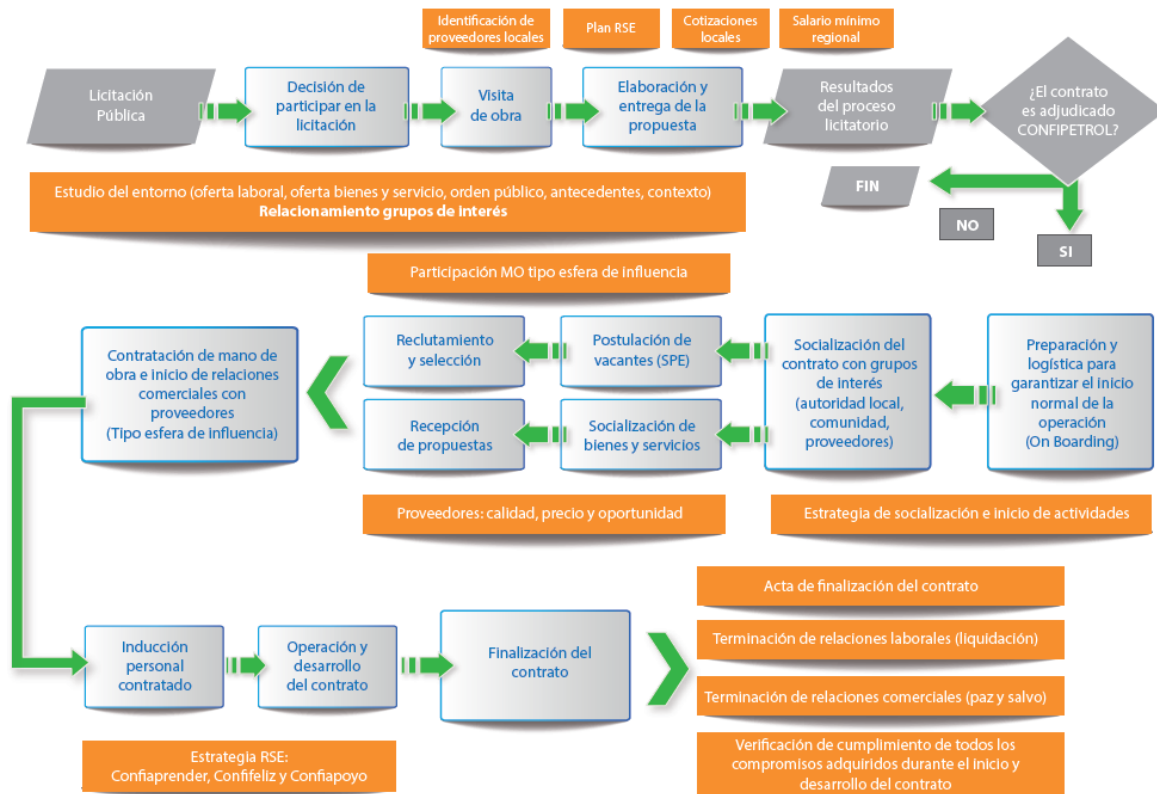 Identificación de
proveedores locales
Plan RSE
Cotizaciones
locales
Salario mínimo
regional
Licitación
Pública
Decisión de
participar en la
licitación
Visita
de obra
Elaboración y
entrega de la
propuesta
Resultados
del proceso
licitatorio
¿El contrato
es adjudicado
CONFIPETROL?
Estudio del entorno (oferta laboral, oferta bienes y servicio, orden público, antecedentes, contexto)
Relacionamiento grupos de interés
FIN
NO
SI
Participación MO tipo esfera de influencia
Contratación de mano de
obra e inicio de relaciones
comerciales con
proveedores
(Tipo esfera de influencia)
Reclutamiento
y selección
Postulación de
vacantes (SPE)
Recepción
de propuestas
Socialización de
bienes y servicios
Socialización del
contrato con grupos
de interés
(autoridad local,
comunidad,
proveedores)
Preparación y
logística para
garantizar el inicio
normal de la
operación
(On Boarding)
Proveedores: calidad, precio y oportunidad
Estrategia de socialización e inicio de actividades
Inducción
personal
contratado
Operación y
desarrollo
del contrato
Finalización del
contrato
Acta de finalización del contrato
Terminación de relaciones laborales (liquidación)
Terminación de relaciones comerciales (paz y salvo)
Verificación de cumplimiento de todos los
compromisos adquiridos durante el inicio y
desarrollo del contrato
Estrategia RSE:
Confiaprender, Confifeliz y Confiapoyo